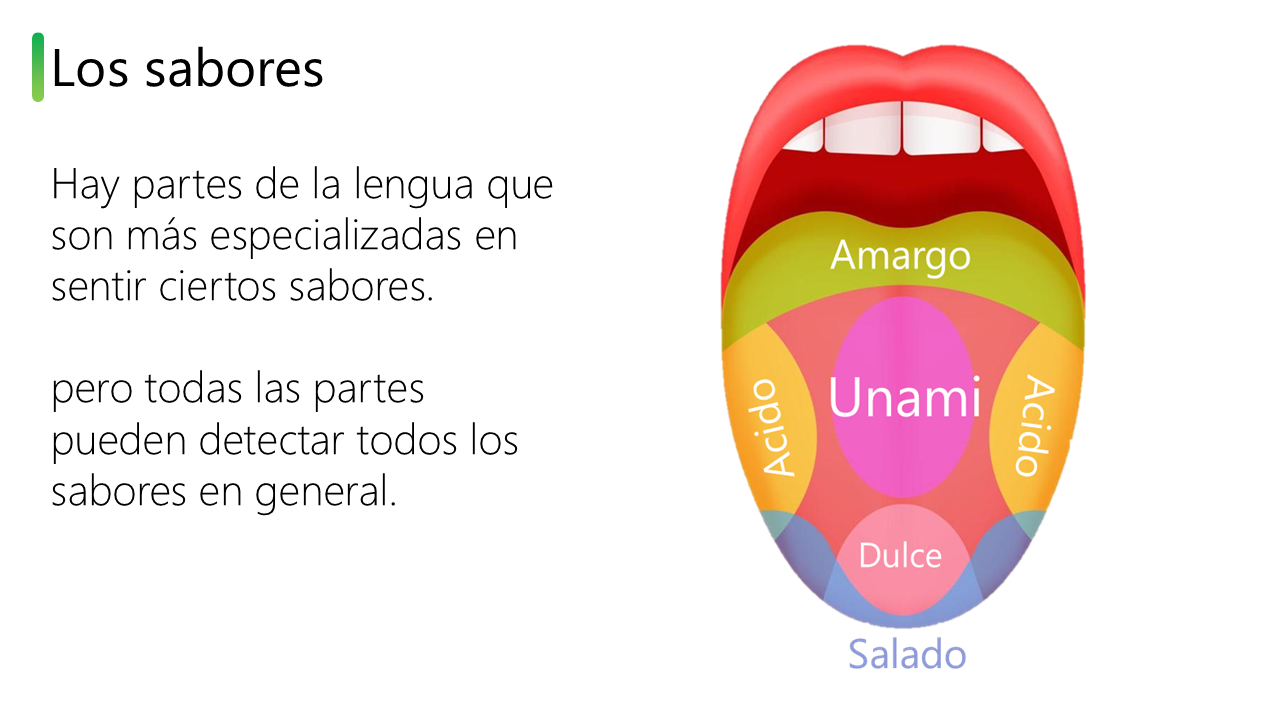 Los sabores
Hay partes de la lengua que
son más especializadas en
sentir ciertos sabores.
pero todas las partes
pueden detectar todos los
sabores en general.
Amargo
Unami
Acido
Acido
Dulce
Salado